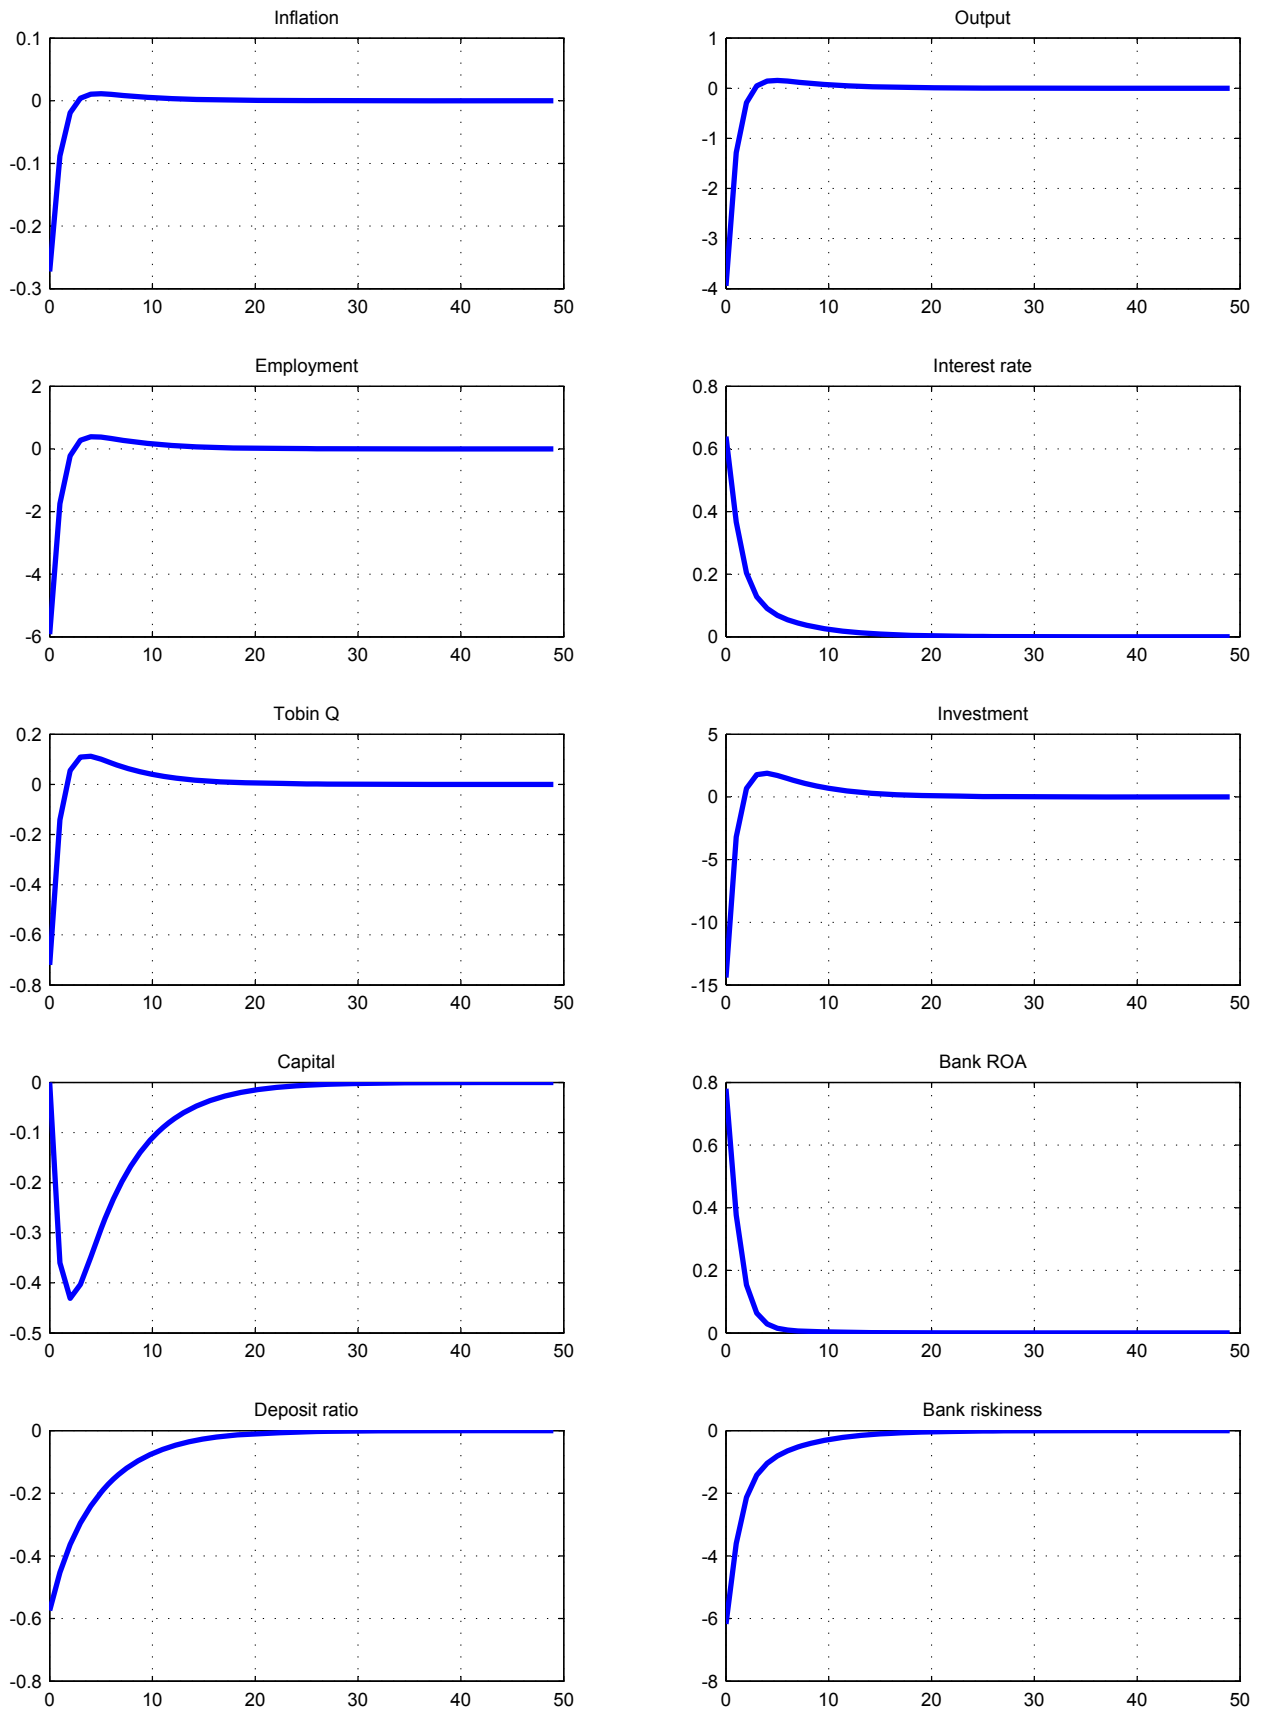 Inflation
0.1
0
-0.1
-0.2
-0.3
0 10 20 30 40 50
Output
1
0
-1
-2
-3
-4
0 10 20 30 40 50
Employment
2
0
-2
-4
-6
0 10 20 30 40 50
Interest rate
0.8
0.6
0.4
0.2
0
0 10 20 30 40 50
Tobin Q
0.2
0
-0.2
-0.4
-0.6
-0.8
0 10 20 30 40 50
Investment
5
0
-5
-10
-15
0 10 20 30 40 50
Capital
0
-0.1
-0.2
-0.3
-0.4
-0.5
0 10 20 30 40 50
Bank ROA
0.8
0.6
0.4
0.2
0
0 10 20 30 40 50
Deposit ratio
0
-0.2
-0.4
-0.6
-0.8
0 10 20 30 40 50
Bank riskiness
0
-2
-4
-6
-8
0 10 20 30 40 50